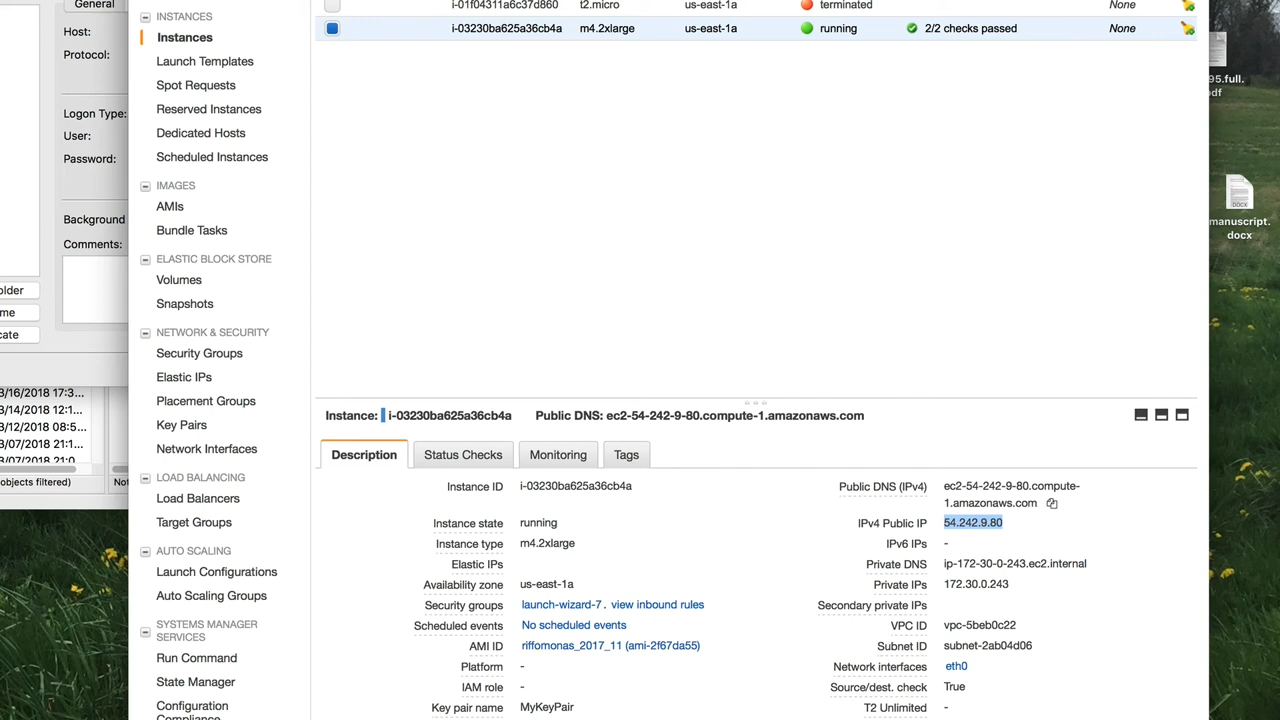 General
Host:
Protocol:
Logon Type:
User:
Password:
Background
Comments:
older
me
cate
3/16/2018 17:3...
3/14/2018 12:1...
3/12/2018 08:5...
3/07/2018 21:1
3/07/2018 21:0
objects filtered)
Not
INSTANCES
Instances
Launch Templates
Spot Requests
Reserved Instances
Dedicated Hosts
Scheduled Instances
IMAGES
AMIs
Bundle Tasks
ELASTIC BLOCK STORE
Volumes
Snapshots
NETWORK & SECURITY
Security Groups
Elastic IPs
Placement Groups
Key Pairs
Network Interfaces
LOAD BALANCING
Load Balancers
Target Groups
AUTO SCALING
Launch Configurations
Auto Scaling Groups
SYSTEMS MANAGER
SERVICES
Run Command
State Manager
Configuration
Compliance
i-01f04311a6c37d860 t2.micro us-east-1a terminated None
i-03230ba625a36cb4a m4.2xlarge us-east-1a running 2/2 checks passed None
Instance: i-03230ba625a36cb4a Public DNS: ec2-54-242-9-80.compute-1.amazonaws.com
Description Status Checks Monitoring Tags
Instance ID i-03230ba625a36cb4a
Instance state running
Instance type m4.2xlarge
Elastic IPs
Availability zone us-east-1a
Security groups launch-wizard-7. view inbound rules
Scheduled events No scheduled events
AMI ID riffomonas_2017_11 (ami-2f67da55)
Platform -
IAM role -
Key pair name MyKeyPair
Public DNS (IPv4) ec2-54-242-9-80.compute-
1.amazonaws.com
IPv4 Public IP 54.242.9.80
IPv6 IPs -
Private DNS ip-172-30-0-243.ec2.internal
Private IPs 172.30.0.243
Secondary private IPs
VPC ID vpc-5beb0c22
Subnet ID subnet-2ab04d06
Network interfaces eth0
Source/dest. check True
T2 Unlimited -
95.full.
pdf
manuscript.
docx